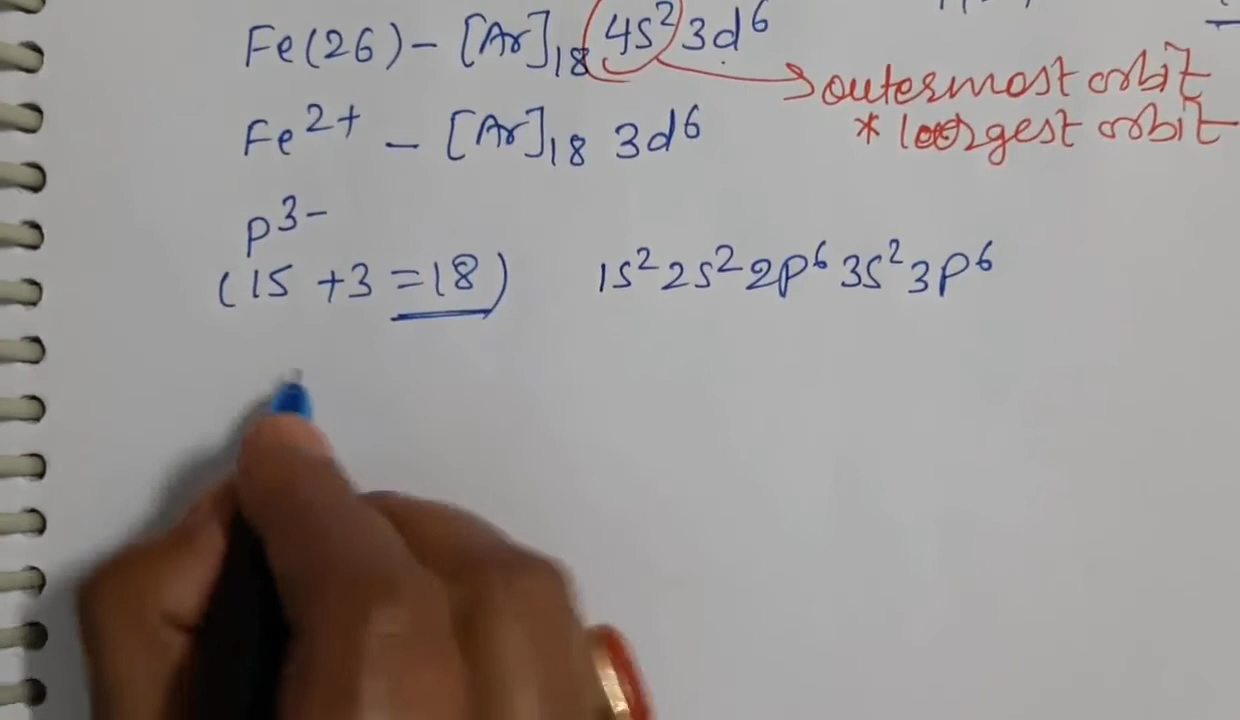 Fe(26) - [Ar]₁₈ 4s² 3d⁶
outermost orbit
* largest orbit
Fe²⁺ - [Ar]₁₈ 3d⁶
p³⁻
(15 +3 =18) 1s² 2s² 2p⁶ 3s² 3p⁶